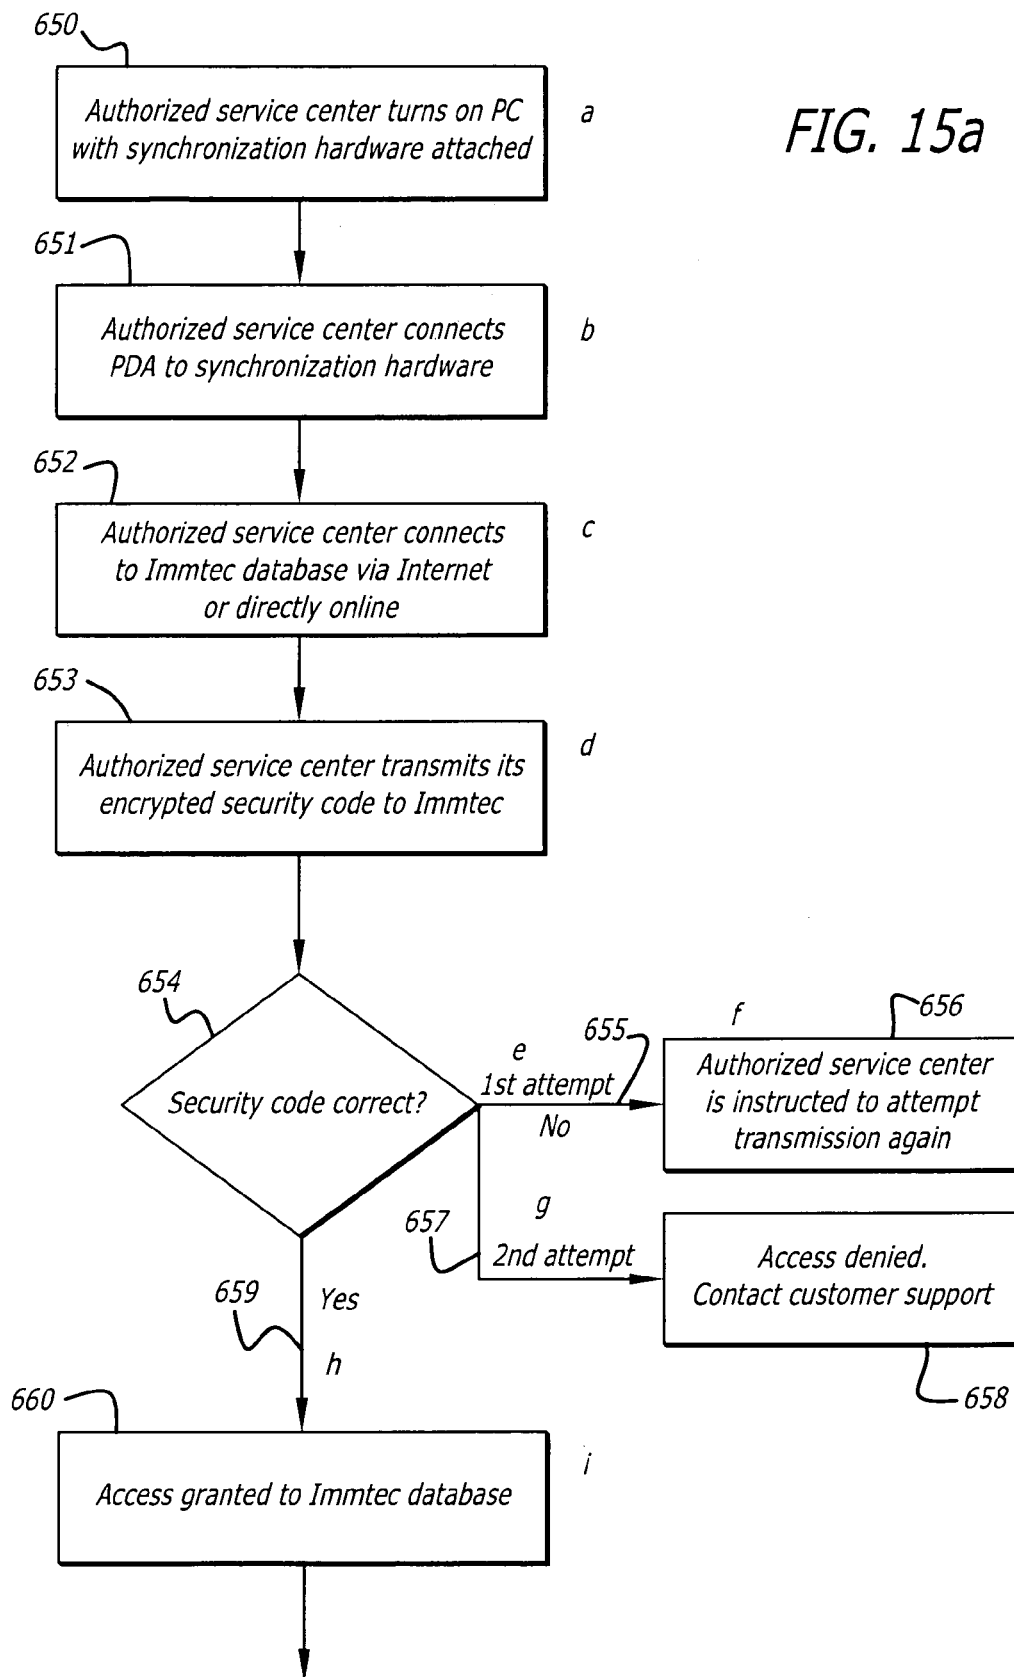 650
Authorized service center turns on PC
with synchronization hardware attached
a
FIG. 15a
651
Authorized service center connects
PDA to synchronization hardware
b
652
Authorized service center connects
to Immtec database via Internet
or directly online
c
653
Authorized service center transmits its
encrypted security code to Immtec
d
654
Security code correct?
e
1st attempt
No
655
f
656
Authorized service center
is instructed to attempt
transmission again
657
g
2nd attempt
Access denied.
Contact customer support
658
659
Yes
h
660
Access granted to Immtec database
i